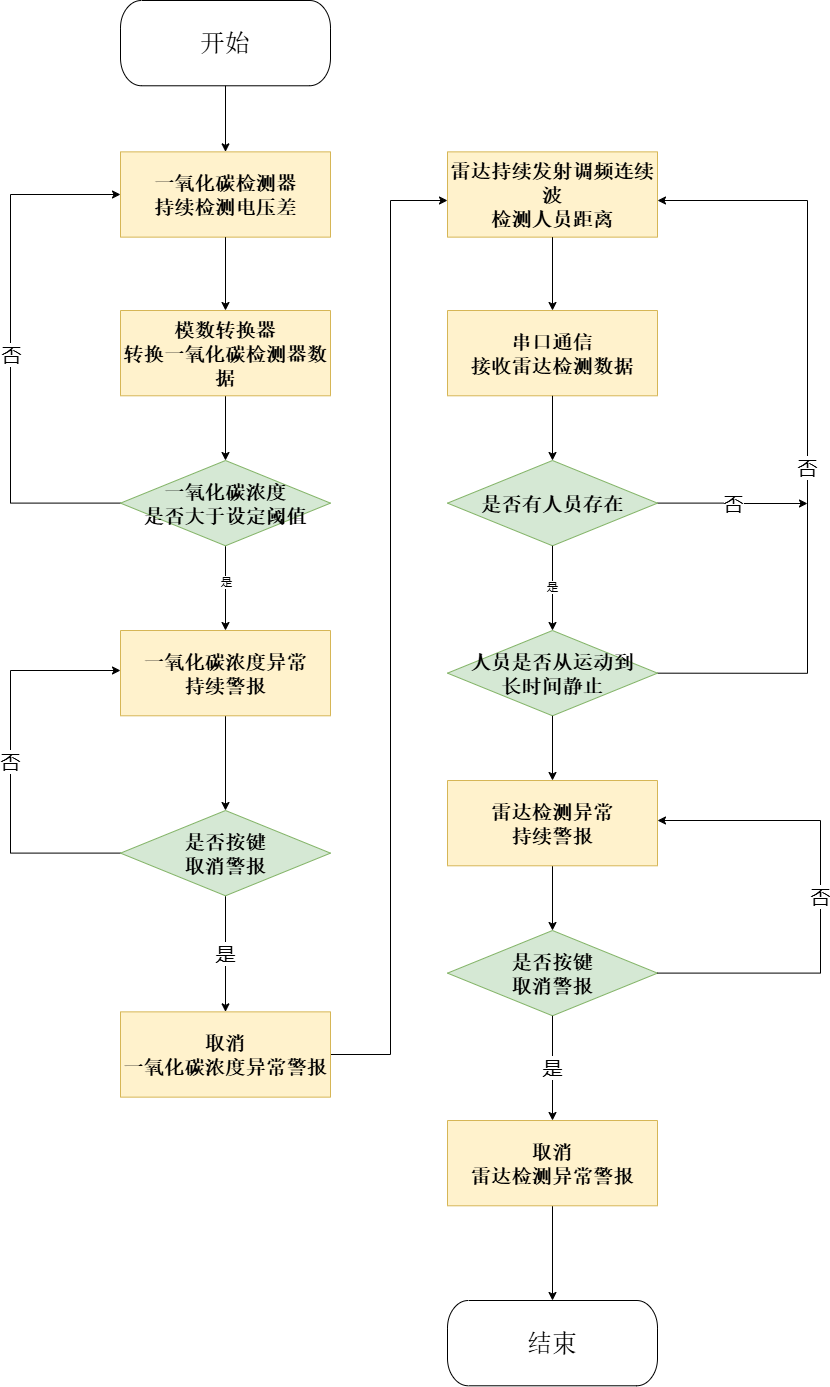 开始
一氧化碳检测器
持续检测电压差
模数转换器
转换一氧化碳检测器数
据
否
一氧化碳浓度
是否大于设定阈值
是
一氧化碳浓度异常
持续警报
否
是否按键
取消警报
是
取消
一氧化碳浓度异常警报
雷达持续发射调频连续
波
检测人员距离
串口通信
接收雷达检测数据
否
是否有人员存在
否
是
人员是否从运动到
长时间静止
雷达检测异常
持续警报
否
是否按键
取消警报
是
取消
雷达检测异常警报
结束